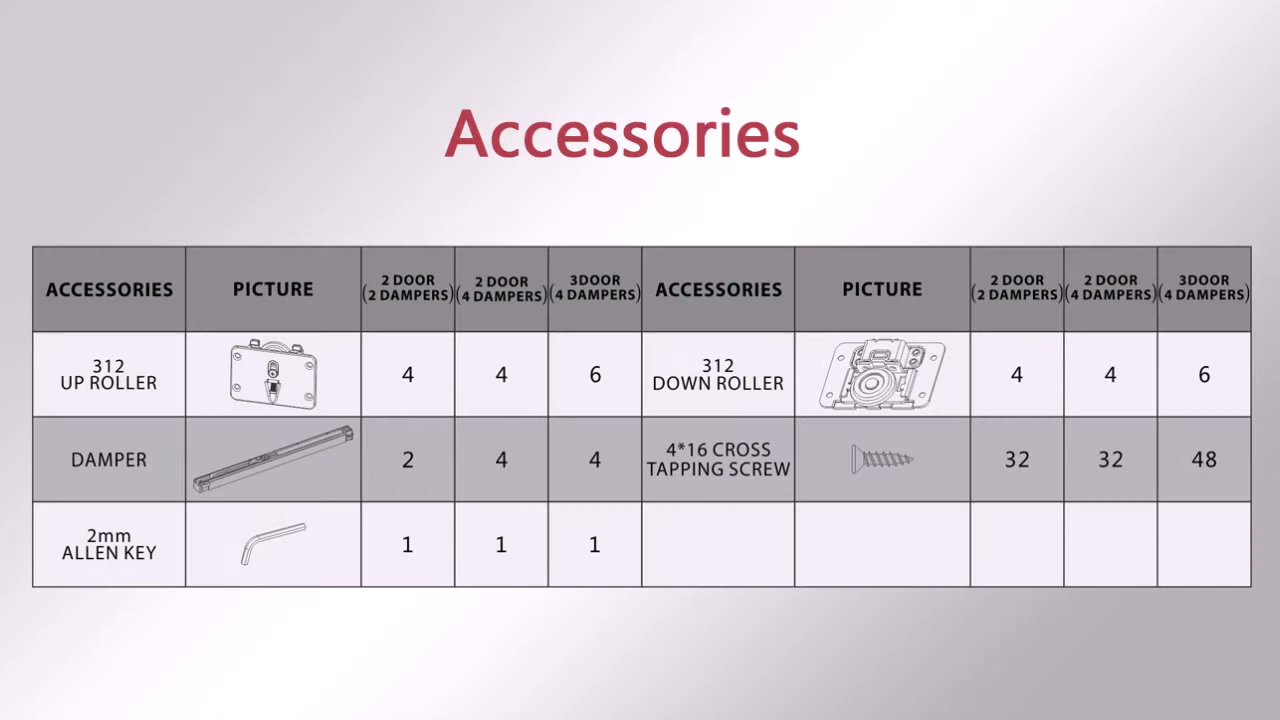 Accessories
ACCESSORIES PICTURE 2 DOOR (2 DAMPERS) 2 DOOR (4 DAMPERS) 3DOOR (4 DAMPERS) ACCESSORIES PICTURE 2 DOOR (2 DAMPERS) 2 DOOR (4 DAMPERS) 3DOOR (4 DAMPERS)
312 UP ROLLER 4 4 6 312 DOWN ROLLER 4 4 6
DAMPER 2 4 4 4*16 CROSS TAPPING SCREW 32 32 48
2mm ALLEN KEY 1 1 1